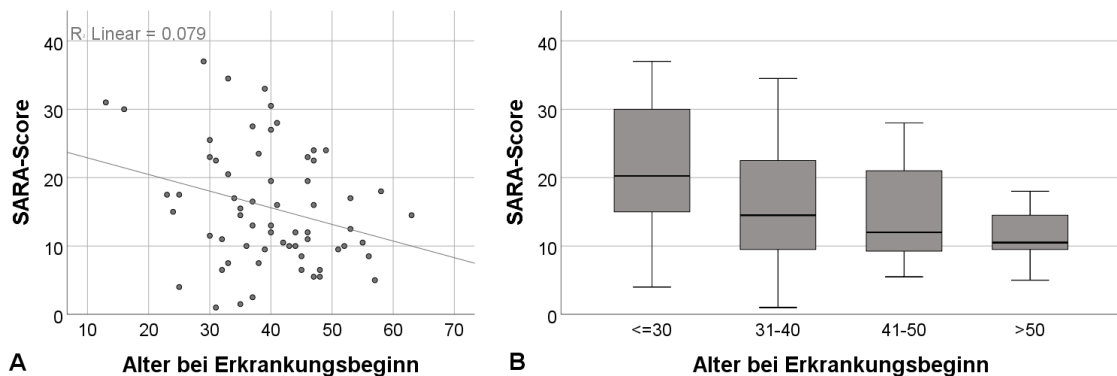 R² Linear = 0,079
40
30
20
10
0
SARA-Score
10 20 30 40 50 60 70
A Alter bei Erkrankungsbeginn
40
30
20
10
0
SARA-Score
<=30 31-40 41-50 >50
B Alter bei Erkrankungsbeginn